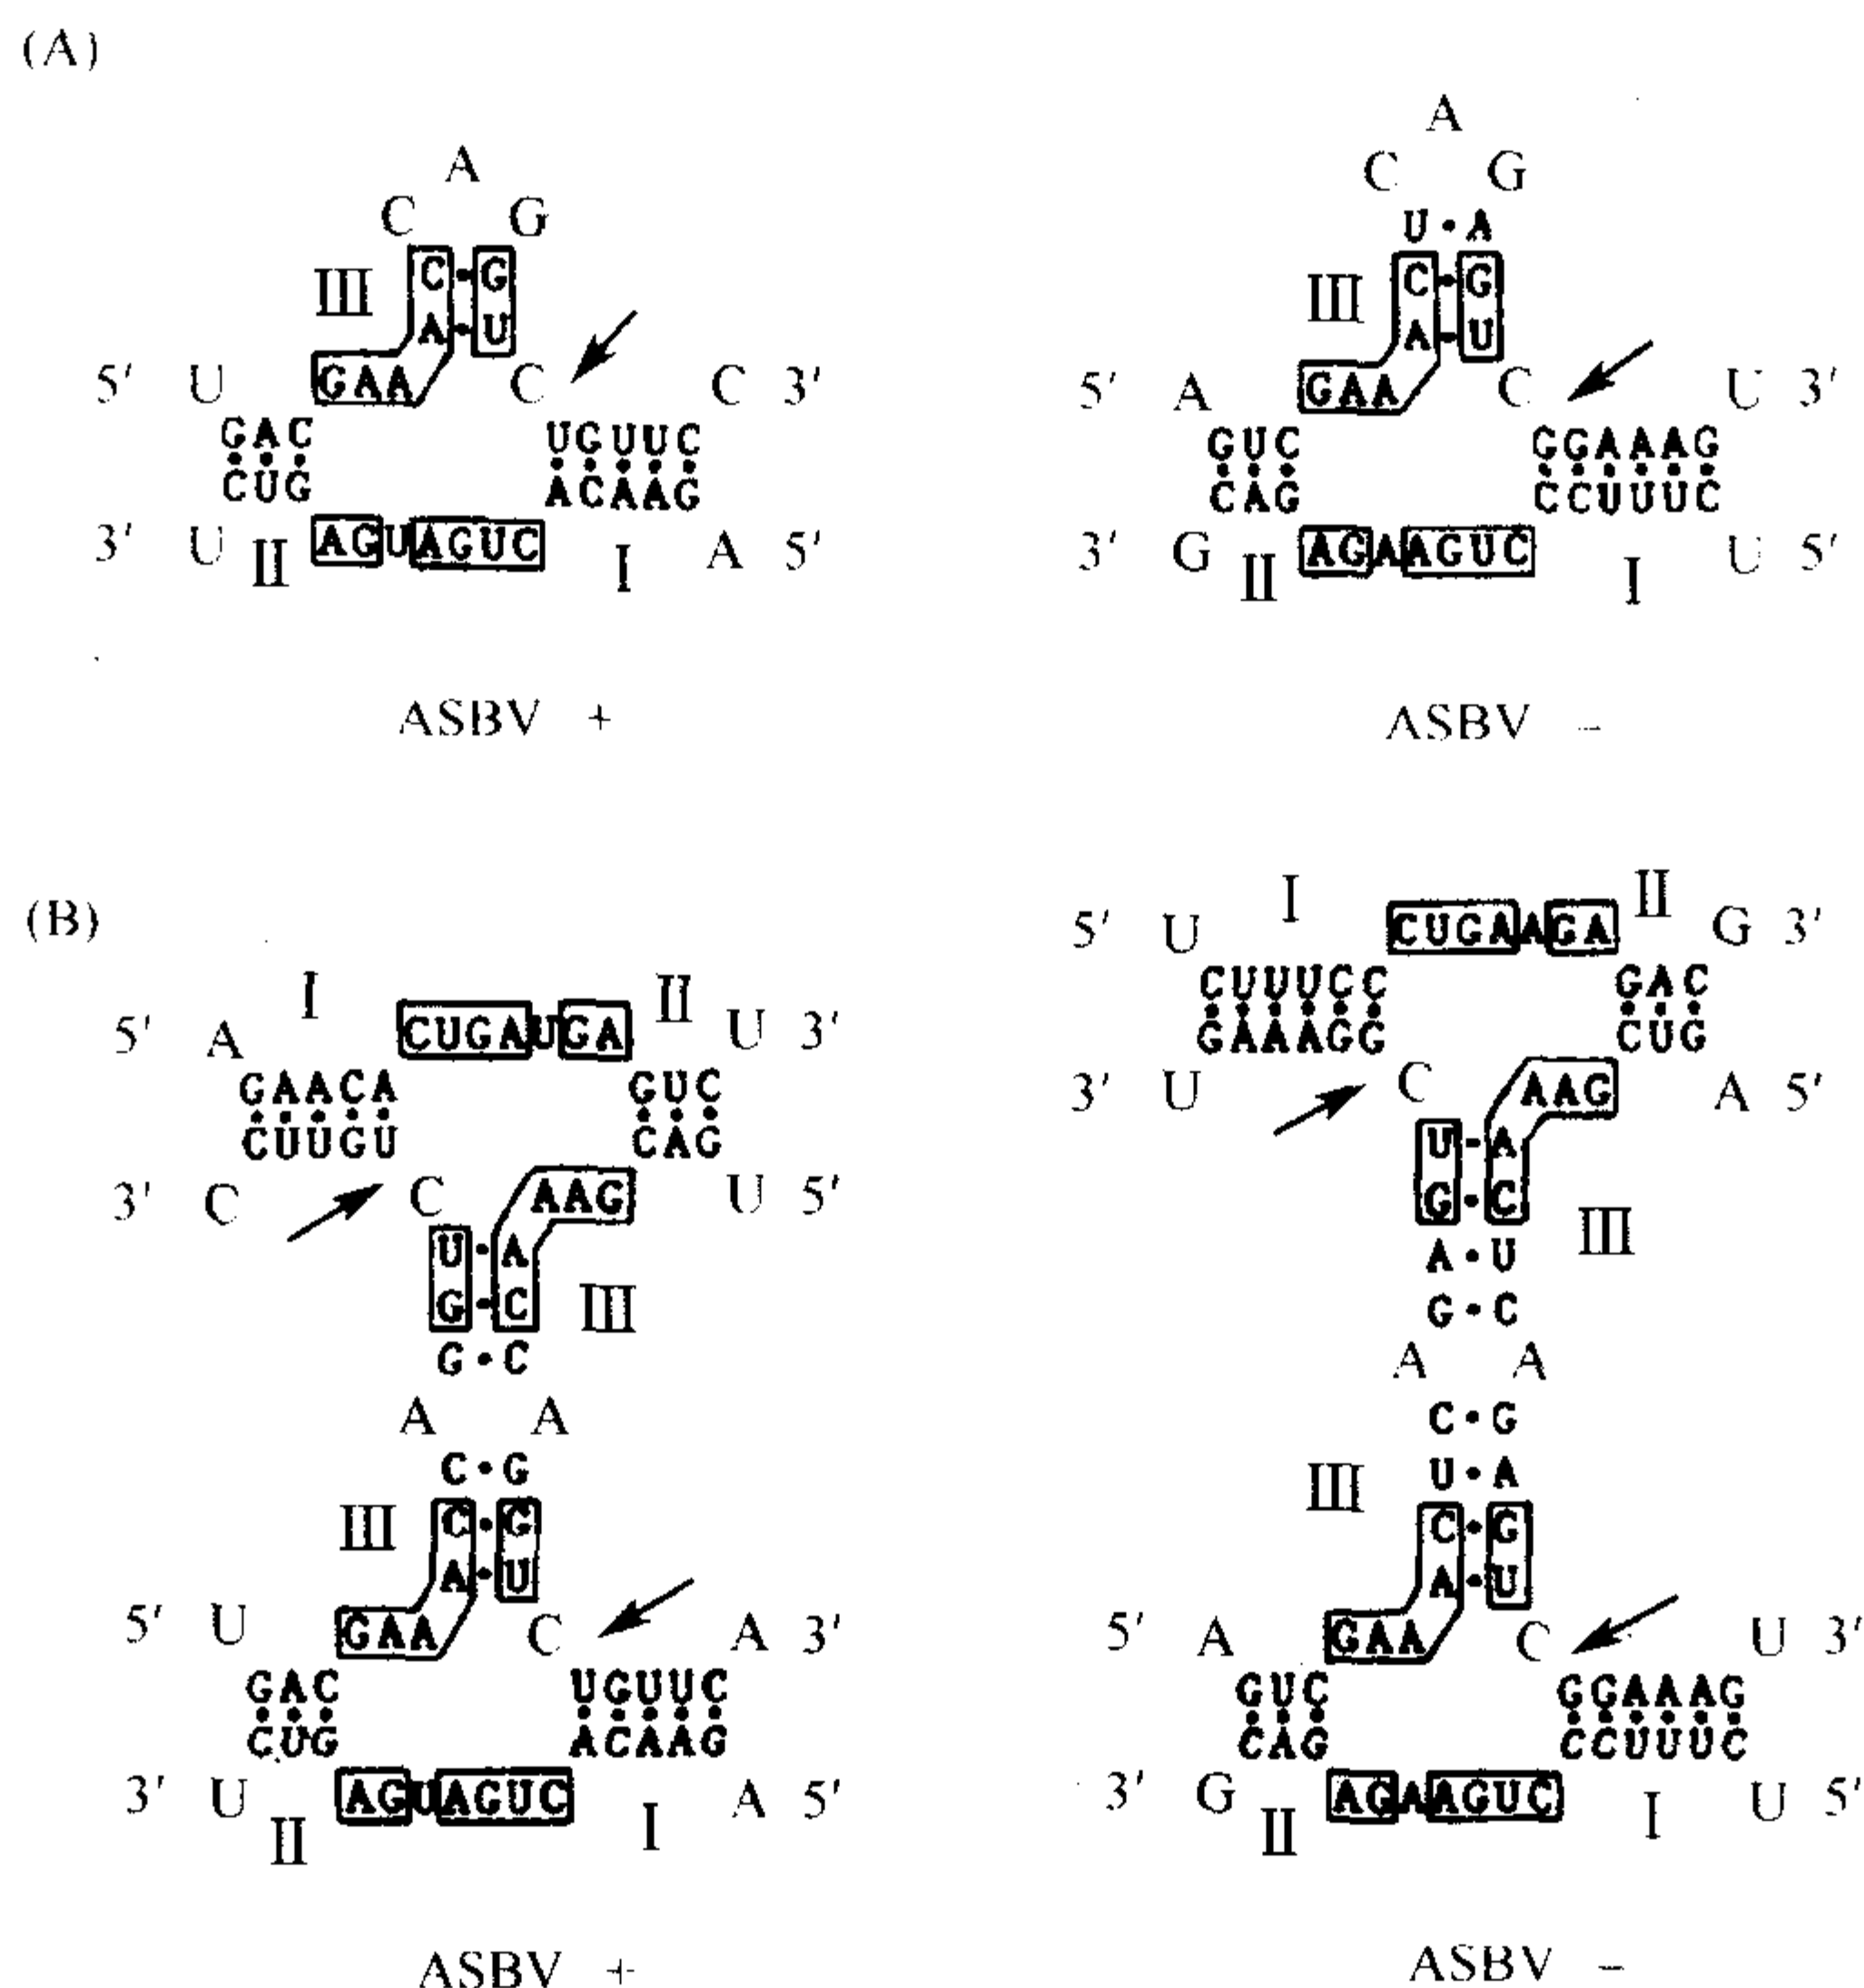 (A)
A
C G
III C·G
A·U
5′ U GAA C C 3′
GAC UGUUC
CUG ACAAG
3′ U II AGUAGUC I A 5′
ASBV +
A
C G
U·A
III C·G
A·U
5′ A GAA C U 3′
GUC GGAAAG
CAG CCUUUC
3′ G II AGAAGUC I U 5′
ASBV −
(B)
5′ A I CUGAUGA II U 3′
GAACA GUC
CUUGU CAG
3′ C C AAG U 5′
U·A
G·C III
G·C
A A
C·G
III C·G
A·U
5′ U GAA C A 3′
GAC UGUUC
CUG ACAAG
3′ U II AGUAGUC I A 5′
ASBV +
5′ U I CUGAAGA II G 3′
CUUUCC GAC
GAAAGG CUG
3′ U C AAG A 5′
U·A
G·C III
A·U
G·C
A A
C·G
III U·A
C·G
A·U
5′ A GAA C U 3′
GUC GGAAAG
CAG CCUUUC
3′ G II AGAAGUC I U 5′
ASBV −